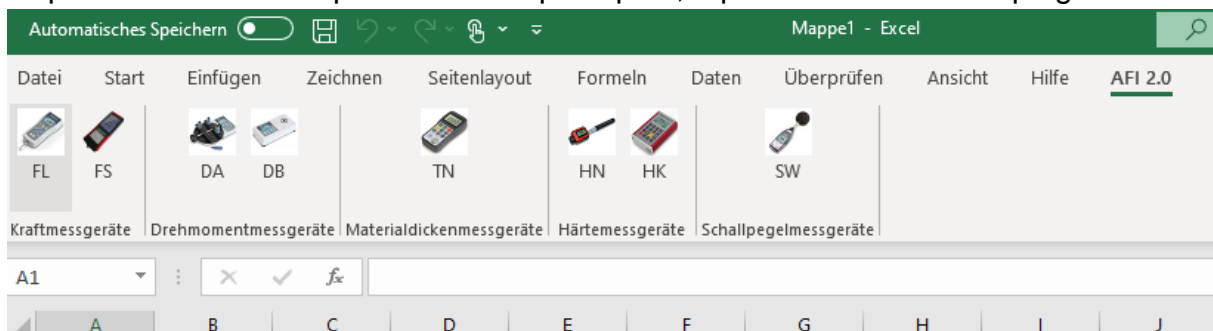 Automatisches Speichern
Mappe1 - Excel
Datei Start Einfügen Zeichnen Seitenlayout Formeln Daten Überprüfen Ansicht Hilfe AFI 2.0
FL FS DA DB TN HN HK SW
Kraftmessgeräte Drehmomentmessgeräte Materialdickenmessgeräte Härtemessgeräte Schallpegelmessgeräte
A1 fx
A B C D E F G H I J